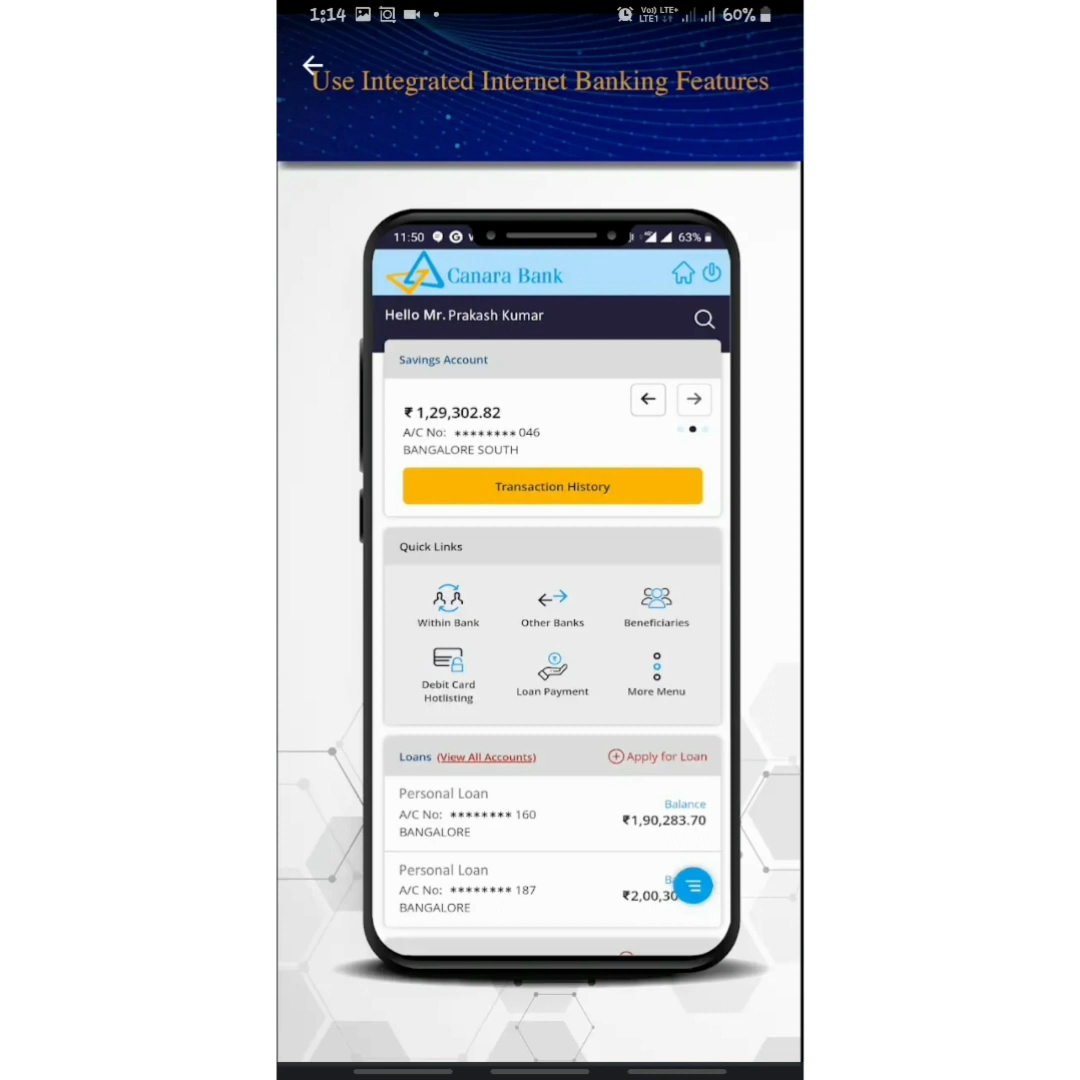 1:14 60%
Vo) LTE+
LTE1
Use Integrated Internet Banking Features
11:50 63%
Canara Bank
Hello Mr. Prakash Kumar
Savings Account
₹ 1,29,302.82
A/C No: ******** 046
BANGALORE SOUTH
Transaction History
Quick Links
Within Bank Other Banks Beneficiaries
Debit Card
Hotlisting
Loan Payment More Menu
Loans (View All Accounts) Apply for Loan
Personal Loan
Balance
A/C No: ******** 160
₹1,90,283.70
BANGALORE
Personal Loan
A/C No: ******** 187
₹2,00,30
BANGALORE